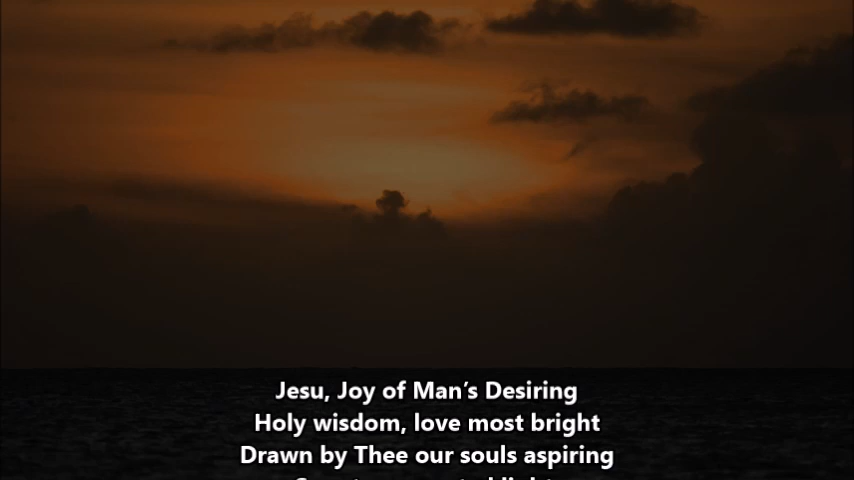 Jesu, Joy of Man's Desiring
Holy wisdom, love most bright
Drawn by Thee our souls aspiring